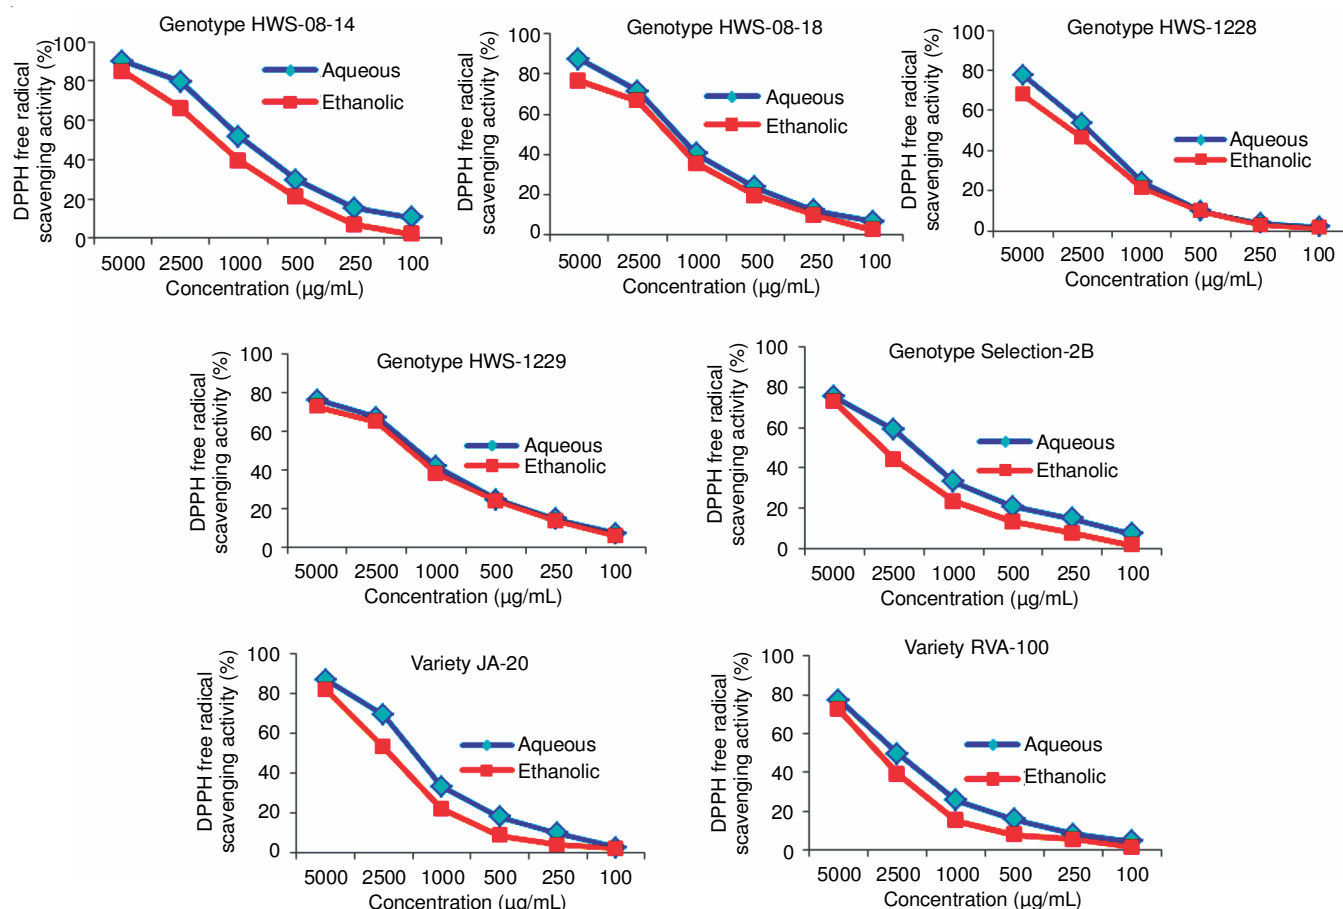 Genotype HWS-08-14
DPPH free radical
scavenging activity (%)
100
80
60
40
20
0
Aqueous
Ethanolic
5000 2500 1000 500 250 100
Concentration (µg/mL)
Genotype HWS-08-18
DPPH free radical
scavenging activity (%)
100
80
60
40
20
0
Aqueous
Ethanolic
5000 2500 1000 500 250 100
Concentration (µg/mL)
Genotype HWS-1228
DPPH free radical
scavenging activity (%)
100
80
60
40
20
0
Aqueous
Ethanolic
5000 2500 1000 500 250 100
Concentration (µg/mL)
Genotype HWS-1229
DPPH free radical
scavenging activity (%)
100
80
60
40
20
0
Aqueous
Ethanolic
5000 2500 1000 500 250 100
Concentration (µg/mL)
Genotype Selection-2B
DPPH free radical
scavenging activity (%)
100
80
60
40
20
0
Aqueous
Ethanolic
5000 2500 1000 500 250 100
Concentration (µg/mL)
Variety JA-20
DPPH free radical
scavenging activity (%)
100
80
60
40
20
0
Aqueous
Ethanolic
5000 2500 1000 500 250 100
Concentration (µg/mL)
Variety RVA-100
DPPH free radical
scavenging activity (%)
100
80
60
40
20
0
Aqueous
Ethanolic
5000 2500 1000 500 250 100
Concentration (µg/mL)